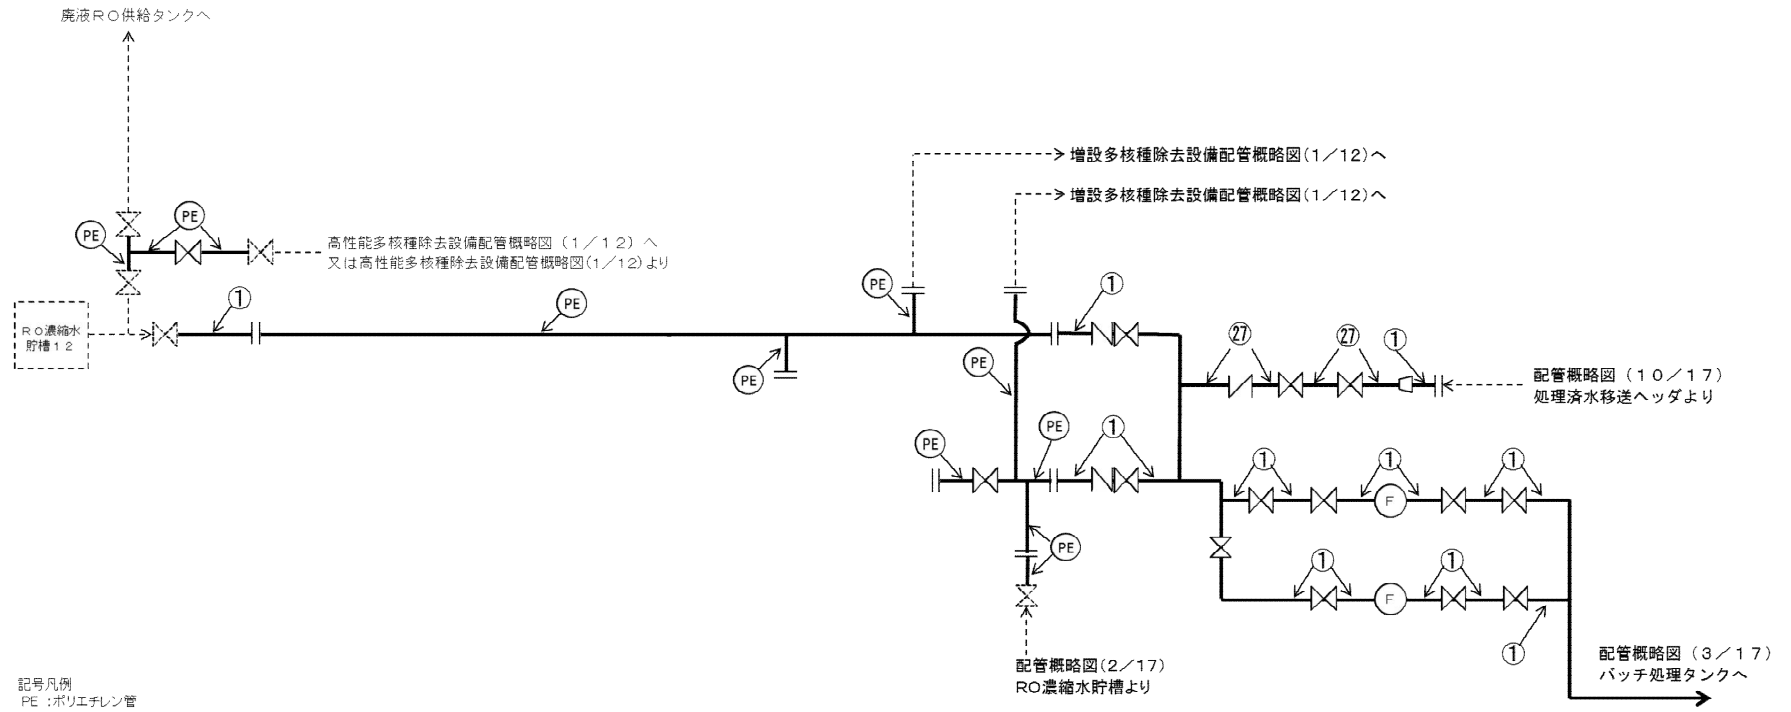 廃液RO供給タンクへ
増設多核種除去設備配管概略図(1/12)へ
増設多核種除去設備配管概略図(1/12)へ
PE
PE
高性能多核種除去設備配管概略図(1/12)へ
又は高性能多核種除去設備配管概略図(1/12)より
RO濃縮水
貯槽12
①
PE
PE
PE
①
PE
㉗
㉗
①
配管概略図(10/17)
処理済水移送ヘッダより
PE
PE
①
①
①
①
F
PE
①
①
F
①
配管概略図(2/17)
RO濃縮水貯槽より
配管概略図(3/17)
バッチ処理タンクへ
記号凡例
PE:ポリエチレン管